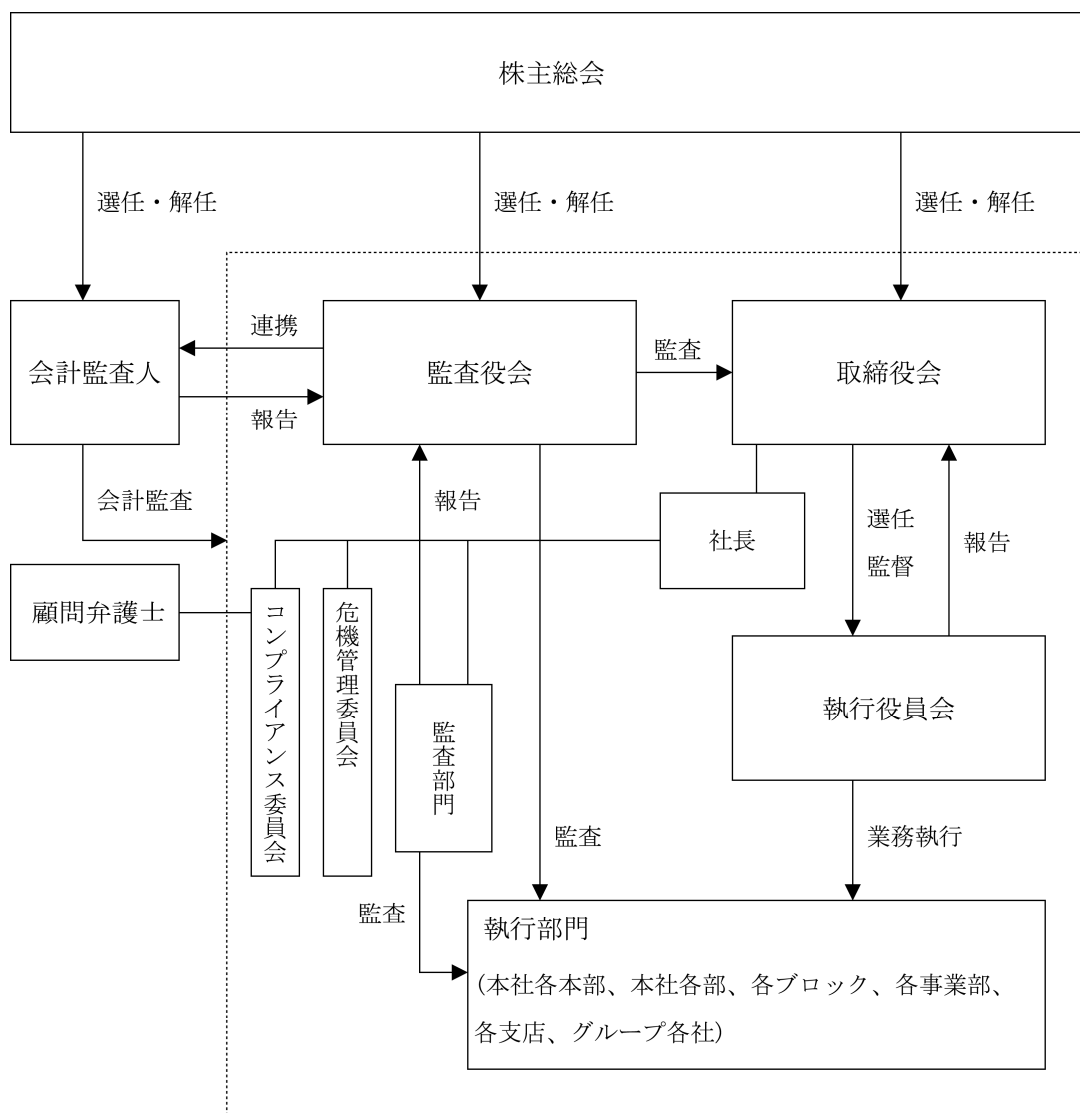 株主総会
選任・解任
選任・解任
選任・解任
連携
監査
会計監査人
監査役会
取締役会
報告
会計監査
報告
社長
選任
監督
報告
顧問弁護士
コンプライアンス委員会
危機管理委員会
監査部門
執行役員会
監査
業務執行
監査
執行部門
(本社各本部、本社各部、各ブロック、各事業部、
各支店、グループ各社)